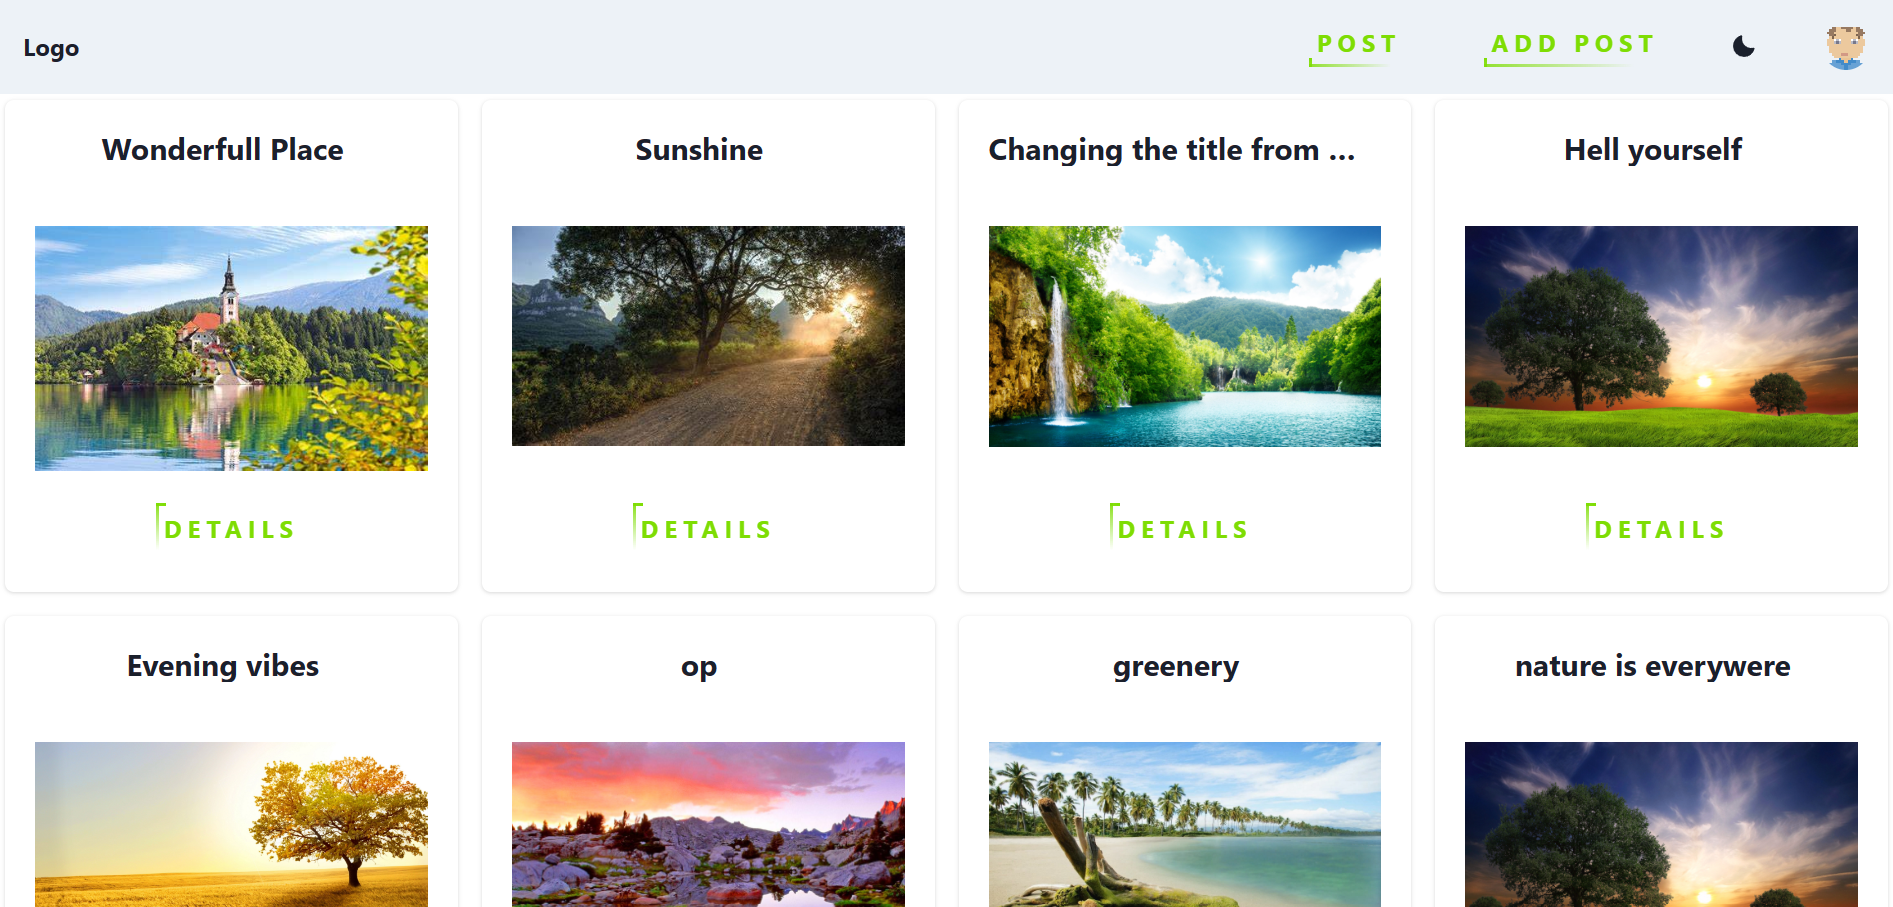 Logo
POST
ADD POST
Wonderfull Place
Sunshine
Changing the title from ...
Hell yourself
DETAILS
DETAILS
DETAILS
DETAILS
Evening vibes
op
greenery
nature is everywere